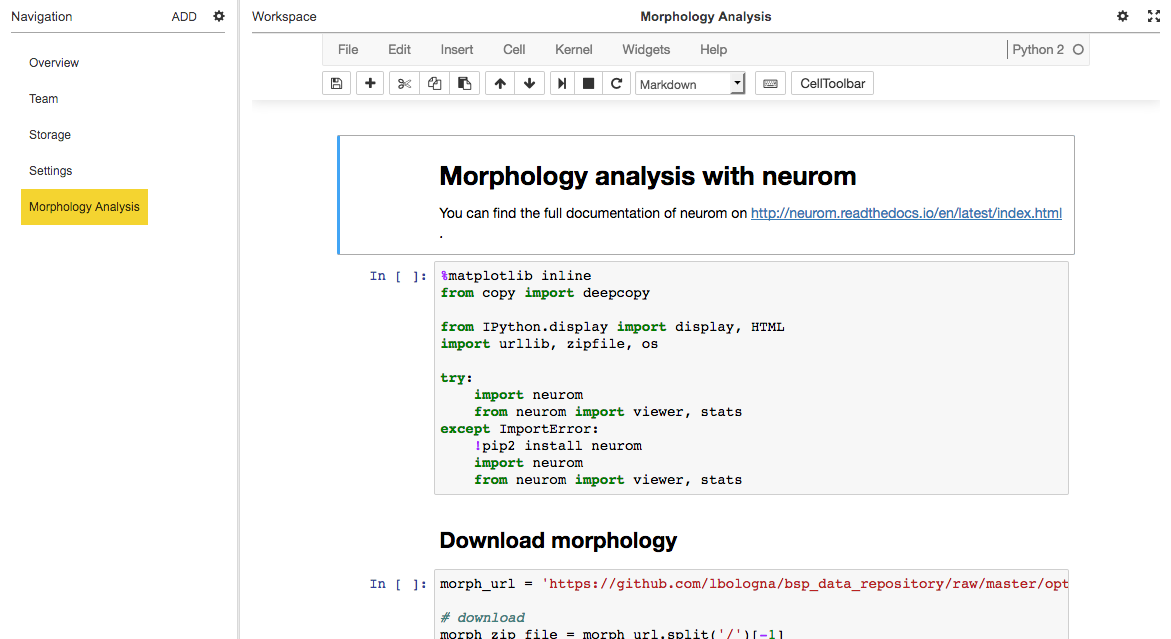 Navigation ADD
Workspace
Morphology Analysis
Overview
Team
Storage
Settings
Morphology Analysis
File Edit Insert Cell Kernel Widgets Help
Python 2
Markdown
CellToolbar
Morphology analysis with neurom
You can find the full documentation of neurom on http://neurom.readthedocs.io/en/latest/index.html
.
In [ ]:
%matplotlib inline
from copy import deepcopy
from IPython.display import display, HTML
import urllib, zipfile, os
try:
    import neurom
    from neurom import viewer, stats
except ImportError:
    !pip2 install neurom
    import neurom
    from neurom import viewer, stats
Download morphology
In [ ]:
morph_url = 'https://github.com/lbologna/bsp_data_repository/raw/master/opt
# download
morph_zip_file = morph_url.split('/')[-1]